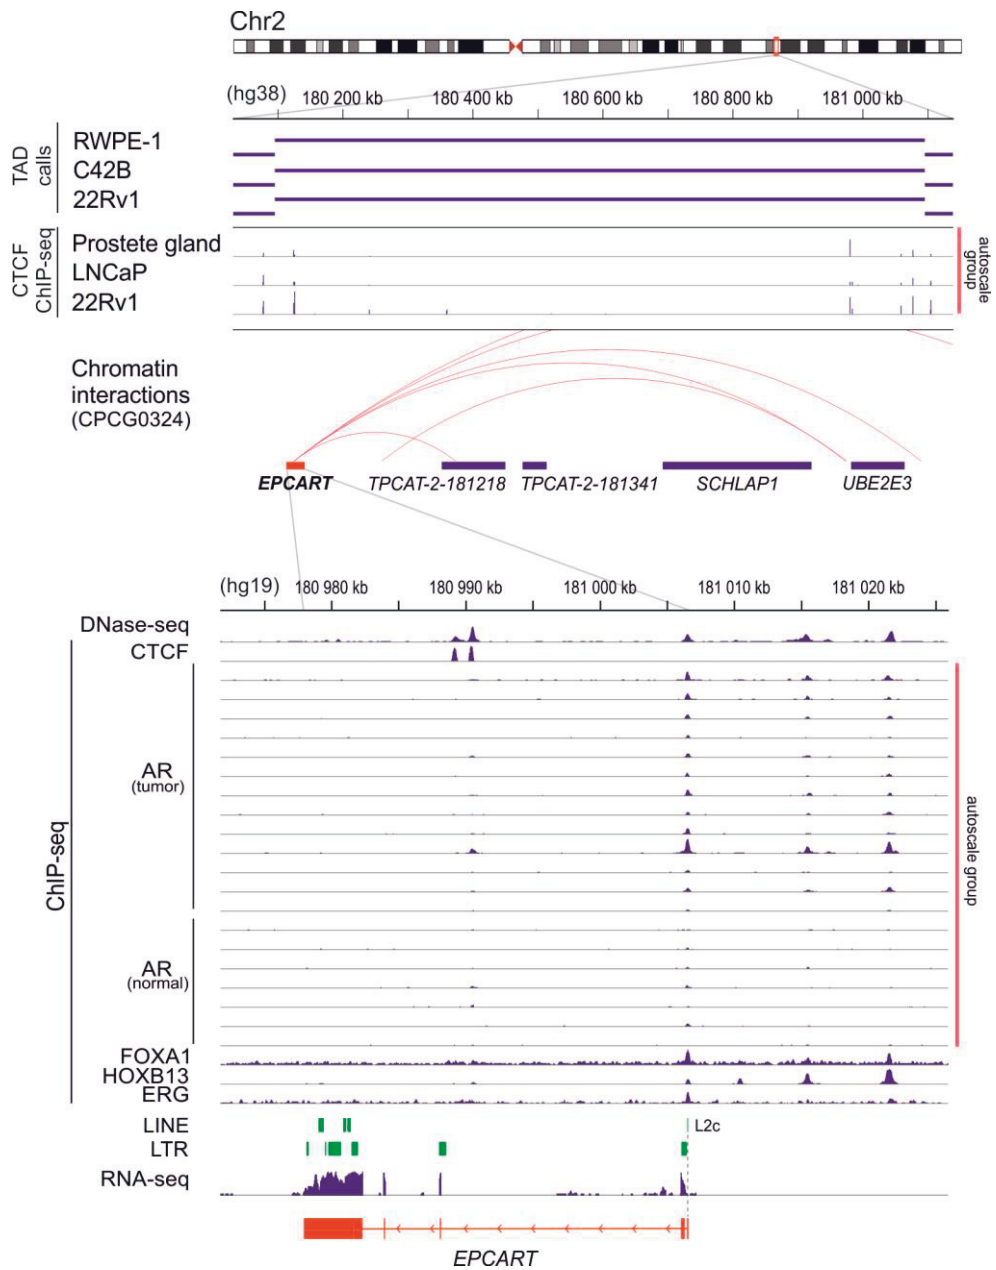 Chr2
(hg38)
180 200 kb 180 400 kb 180 600 kb 180 800 kb 181 000 kb
TAD
calls
RWPE-1
C42B
22Rv1
CTCF
ChIP-seq
Prostete gland
LNCaP
22Rv1
autoscale
group
Chromatin
interactions
(CPCG0324)
EPCART TPCAT-2-181218 TPCAT-2-181341 SCHLAP1 UBE2E3
(hg19)
180 980 kb 180 990 kb 181 000 kb 181 010 kb 181 020 kb
DNase-seq
ChIP-seq
CTCF
AR
(tumor)
AR
(normal)
autoscale group
FOXA1
HOXB13
ERG
LINE
L2c
LTR
RNA-seq
EPCART